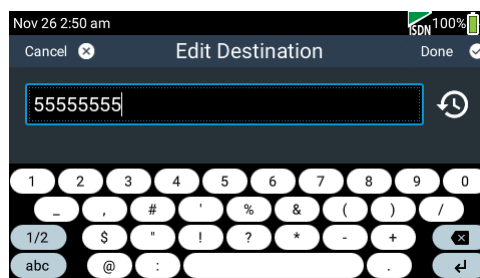 Nov 26 2:50 am ISDN 100%
Cancel Edit Destination Done
55555555
1 2 3 4 5 6 7 8 9 0
_ , # ' % & ( ) /
1/2 $ " ! ? * - +
abc @ : .